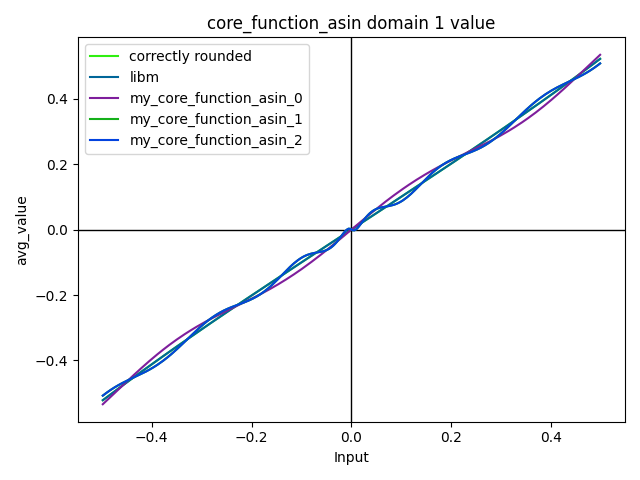 core_function_asin domain 1 value
correctly rounded
libm
my_core_function_asin_0
my_core_function_asin_1
my_core_function_asin_2
avg_value
0.4
0.2
0.0
−0.2
−0.4
−0.4
−0.2
0.0
0.2
0.4
Input